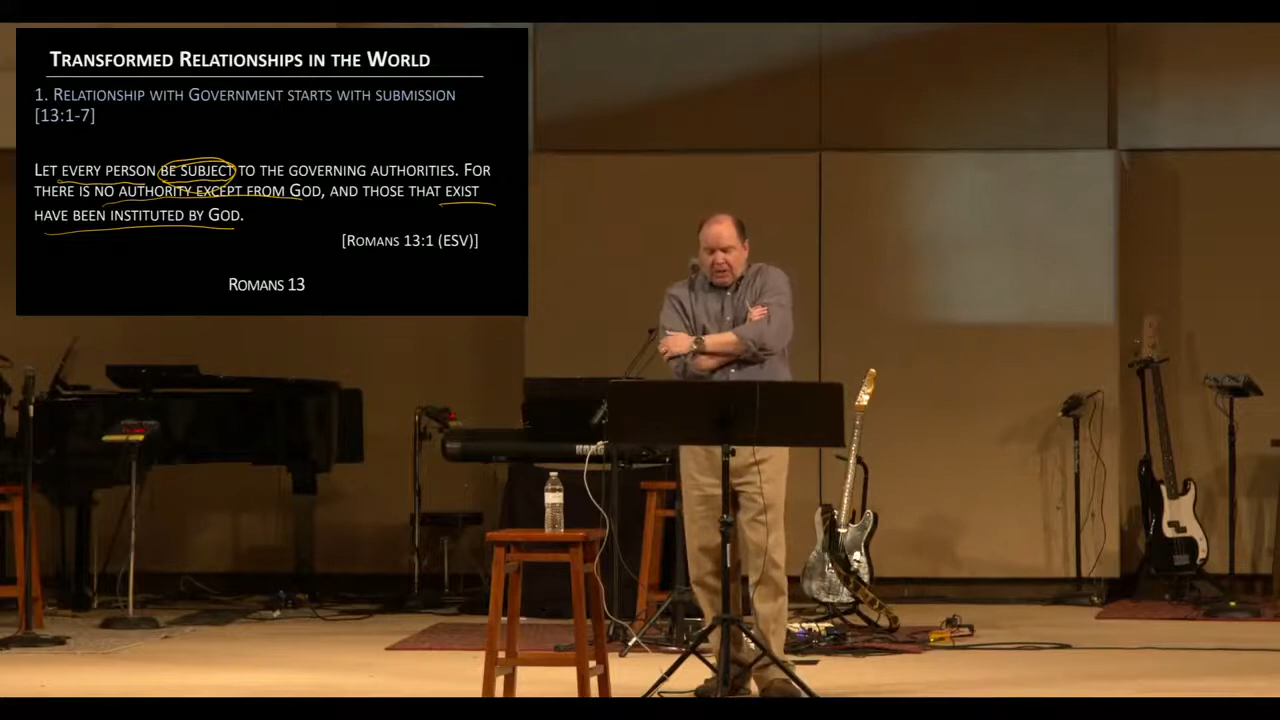 Transformed Relationships in the World
1. Relationship with Government starts with submission
[13:1-7]
Let every person be subject to the governing authorities. For
there is no authority except from God, and those that exist
have been instituted by God.
[Romans 13:1 (ESV)]
Romans 13
KORG